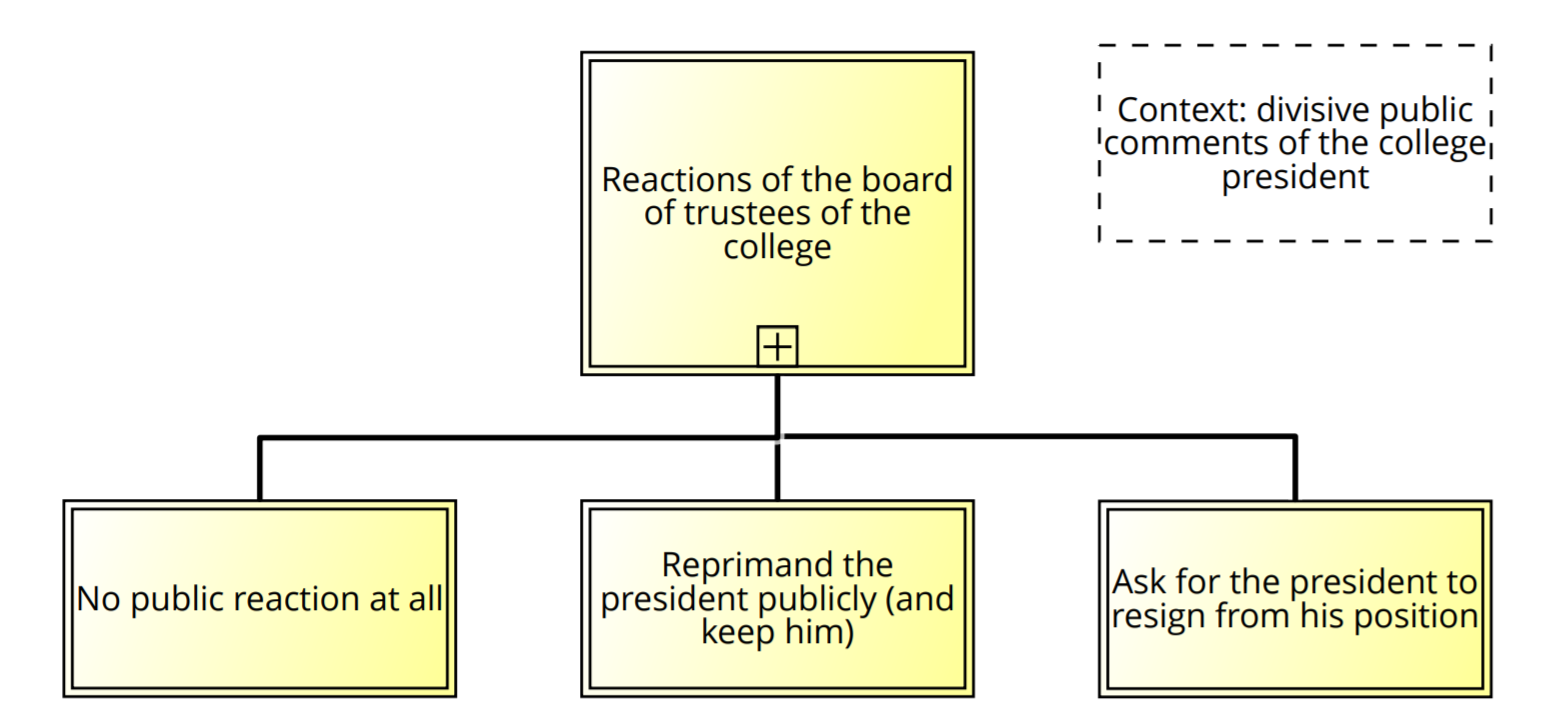 Reactions of the board
of trustees of the
college
Context: divisive public
comments of the college
president
No public reaction at all
Reprimand the
president publicly (and
keep him)
Ask for the president to
resign from his position